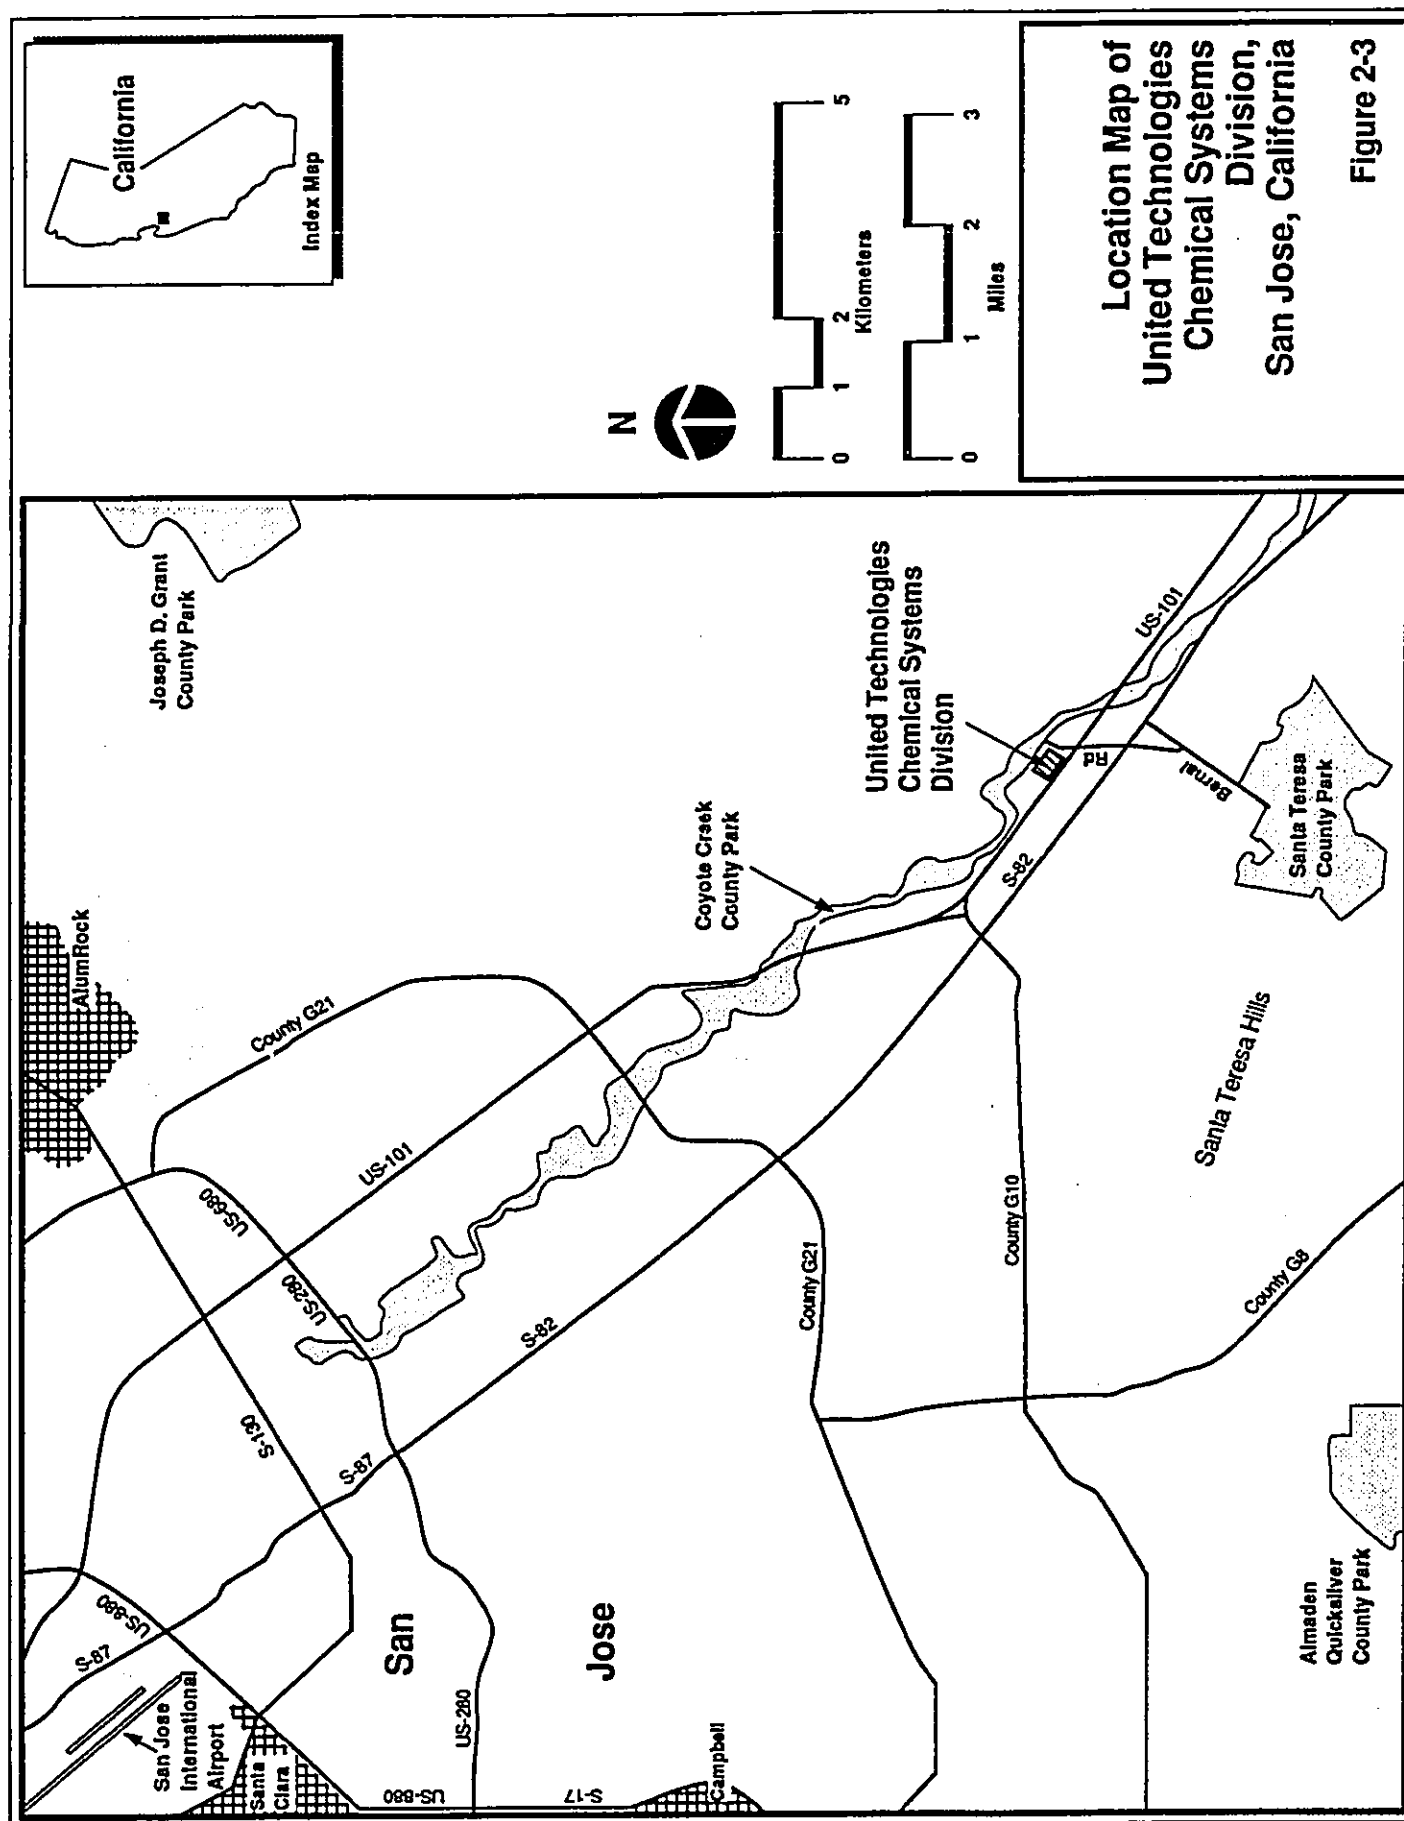 California
Index Map
N
0
1
2
5
Kilometers
0
1
2
3
Miles
Location Map of
United Technologies
Chemical Systems
Division,
San Jose, California
Figure 2-3
Joseph D. Grant
County Park
AlumRock
County G21
US-101
US-680
US-280
S-130
S-87
US-880
S-87
San Jose
International
Airport
Santa
Clara
US-880
S-17
Campbell
US-280
San
Jose
S-82
Coyote Creek
County Park
United Technologies
Chemical Systems
Division
US-101
S-82
Bernal
Rd.
Santa Teresa
County Park
Santa Teresa Hills
County G21
County G10
County G8
Almaden
Quicksilver
County Park